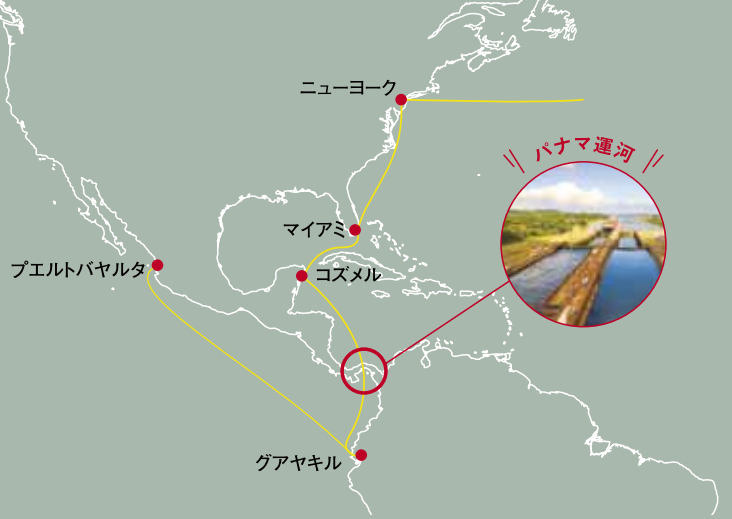 ニューヨーク
パナマ運河
マイアミ
プエルトバヤルタ
コズメル
グアヤキル